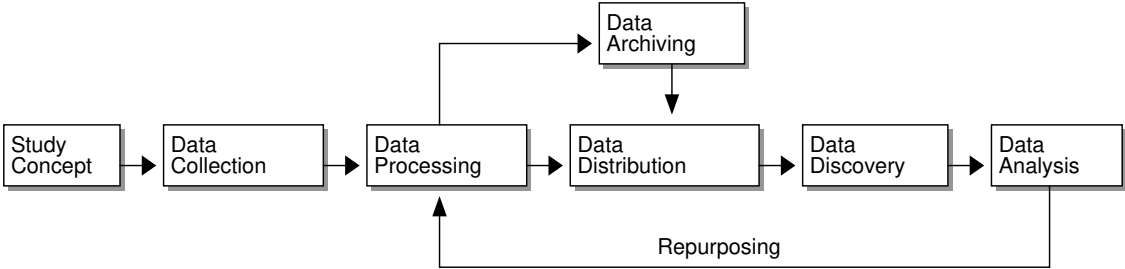 Data
Archiving
Study
Concept
Data
Collection
Data
Processing
Data
Distribution
Data
Discovery
Data
Analysis
Repurposing